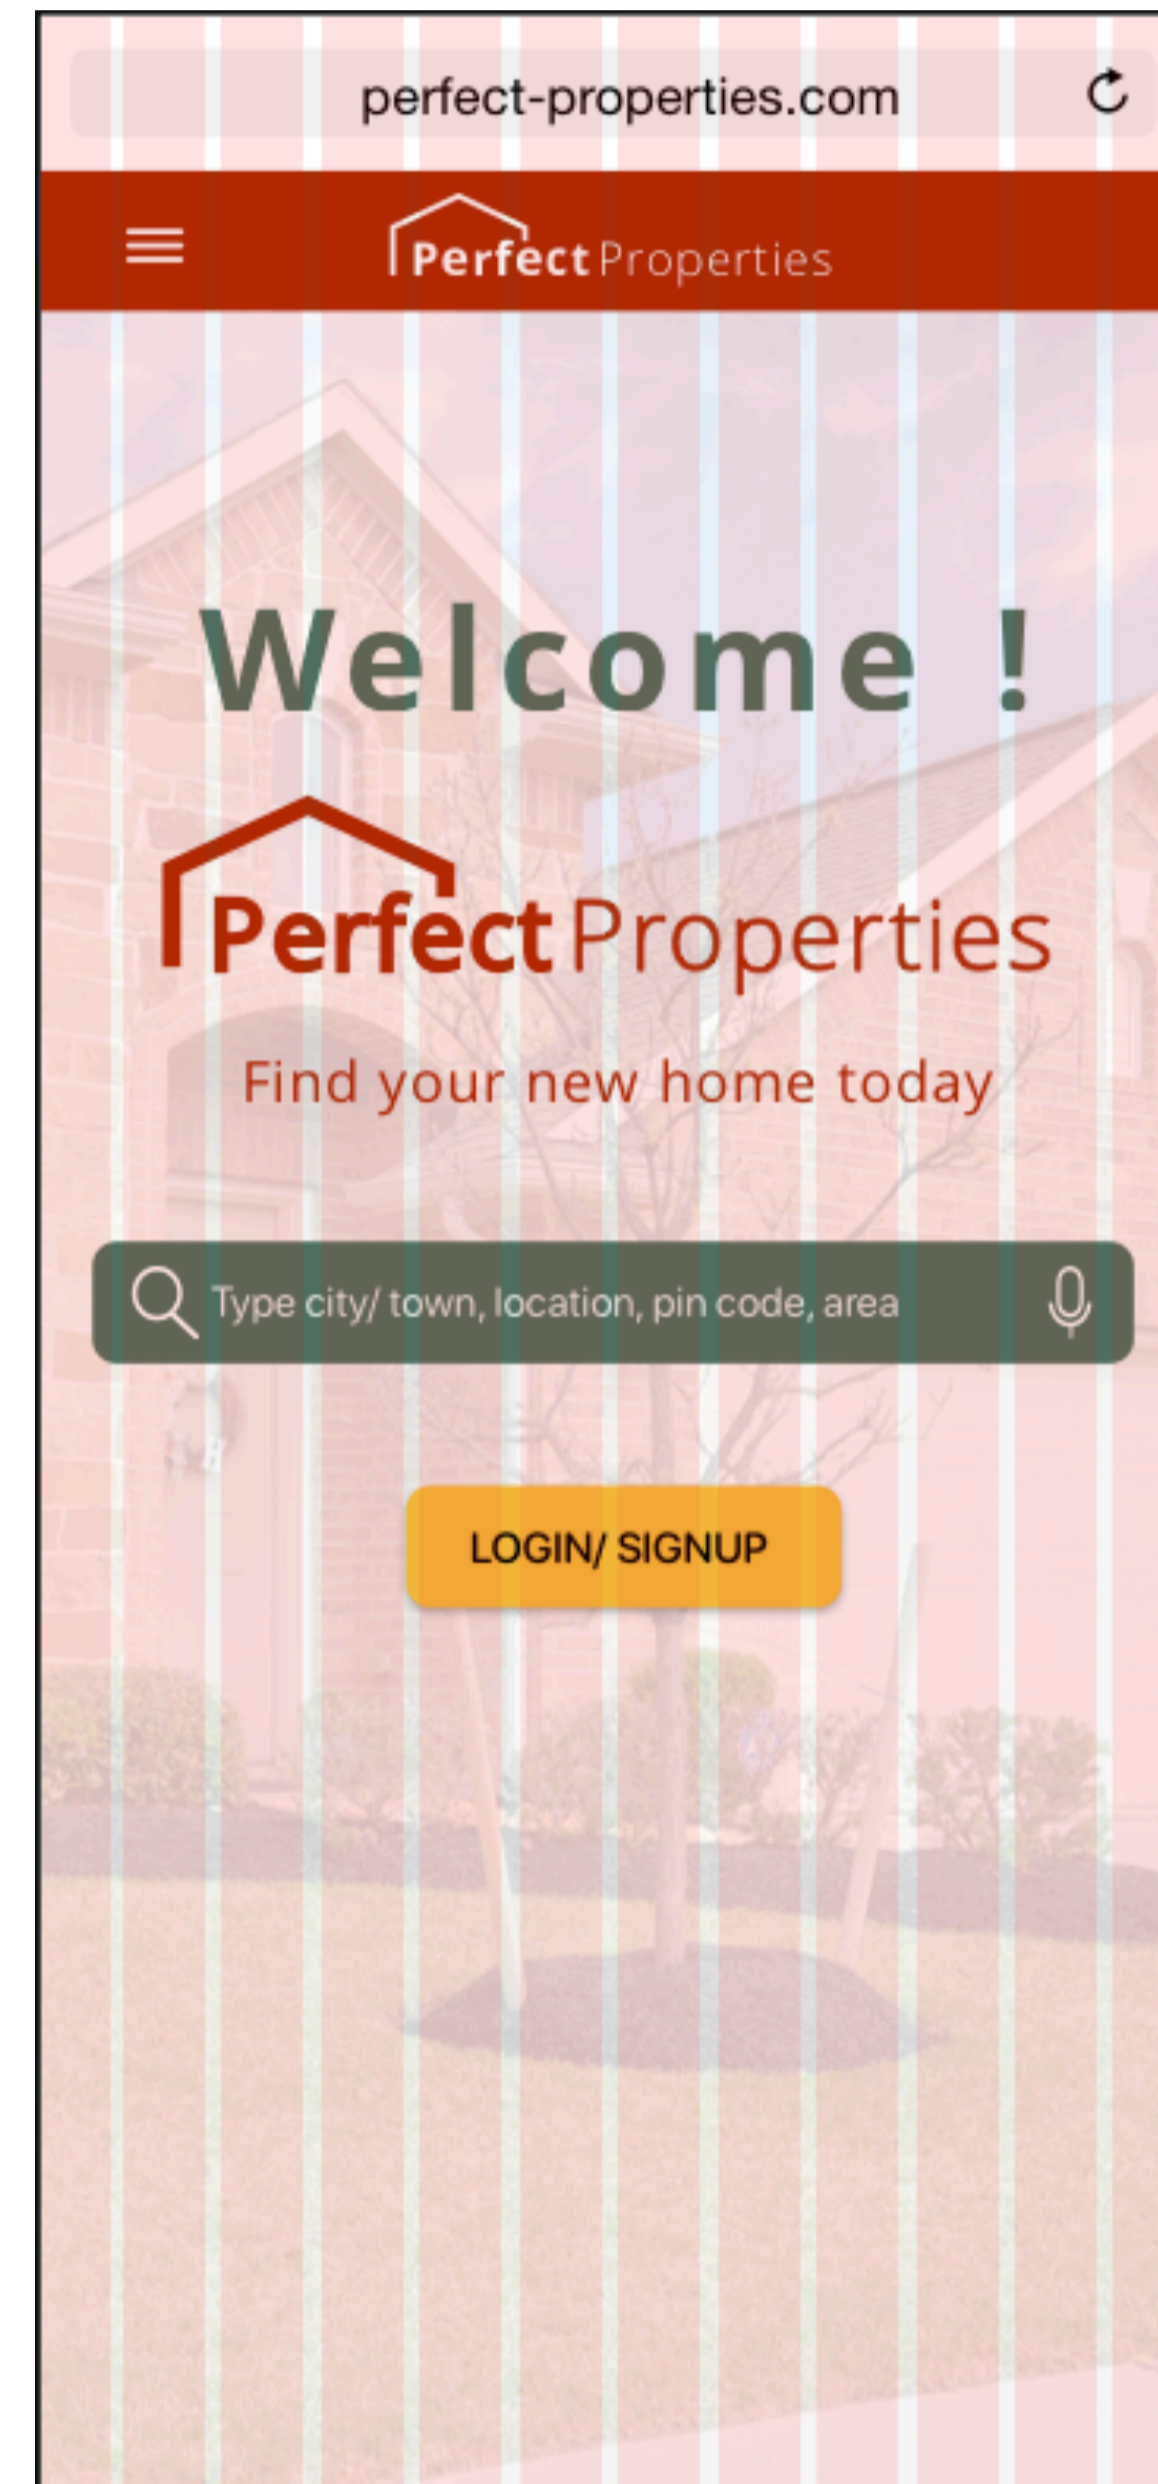 perfect-properties.com
Perfect Properties
Welcome !
Perfect Properties
Find your new home today
Type city/ town, location, pin code, area
LOGIN/ SIGNUP